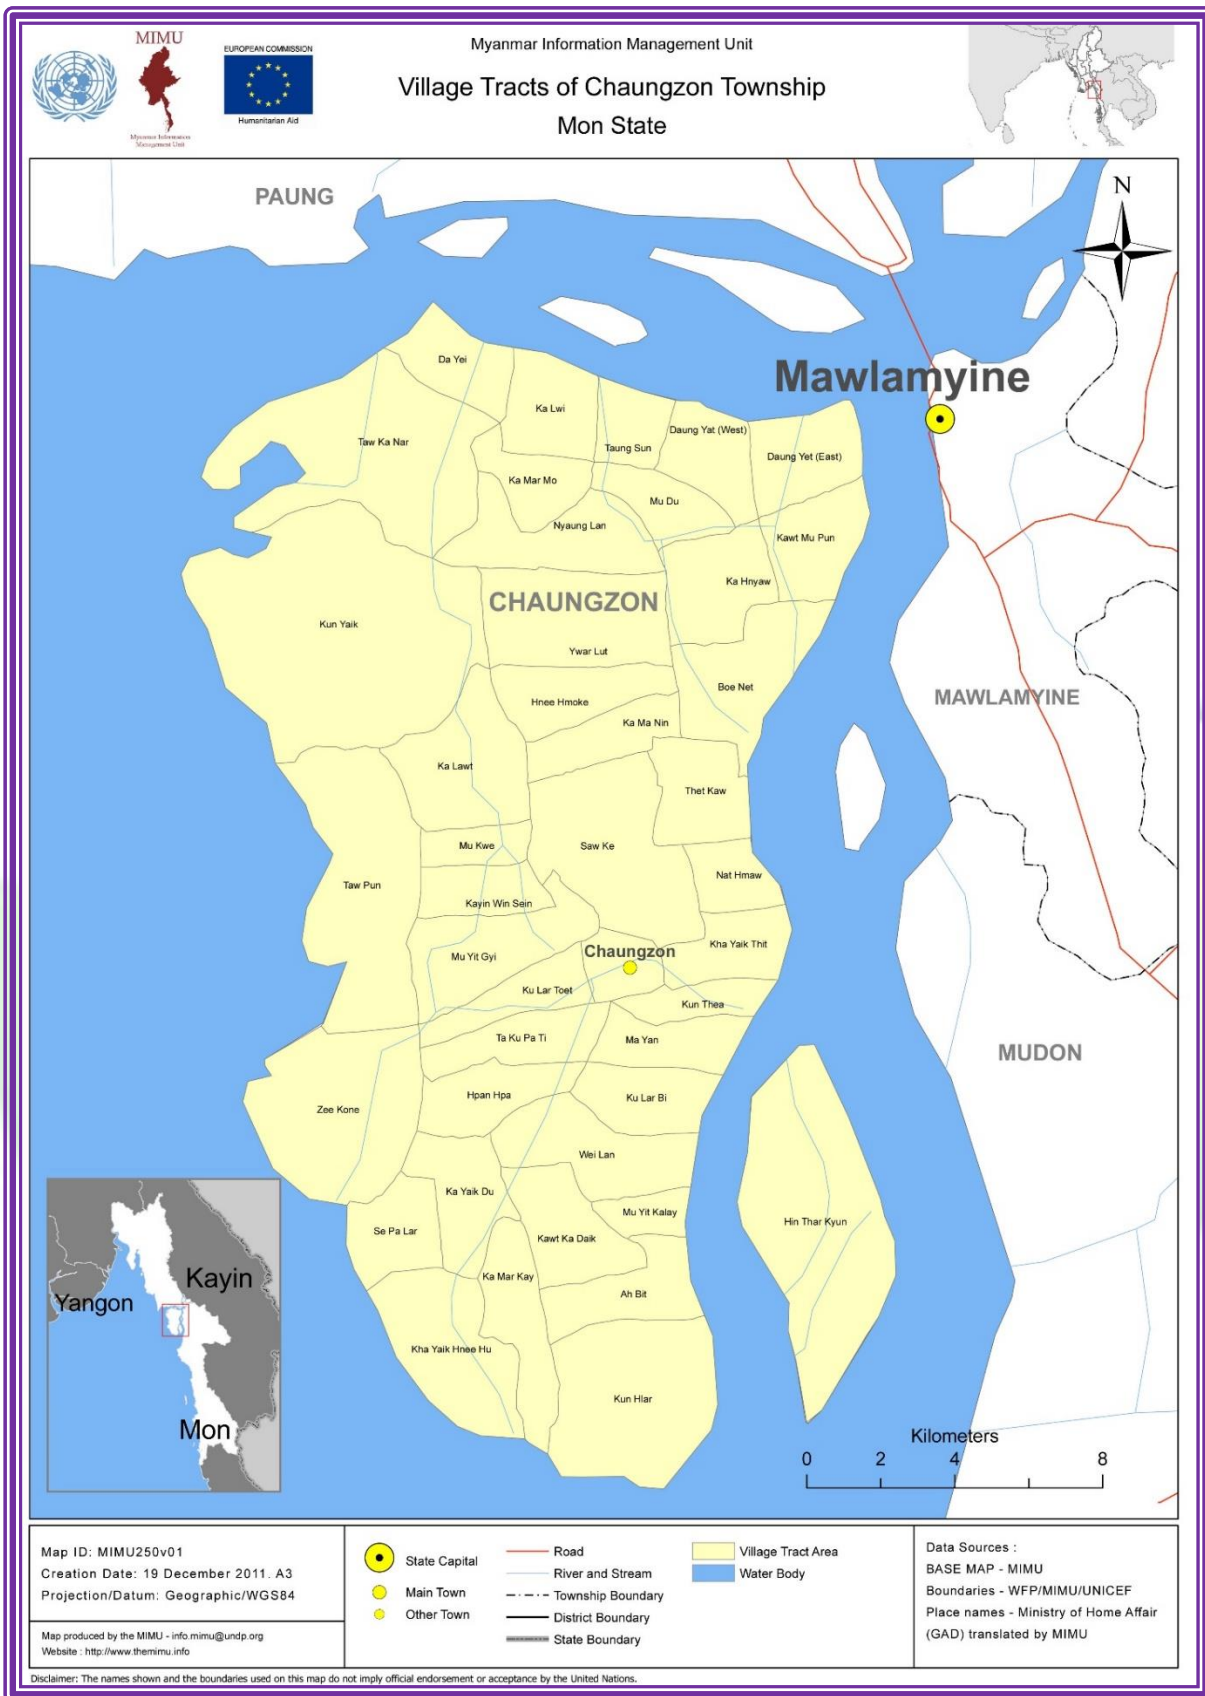 MIMU
Myanmar Information
Management Unit
EUROPEAN COMMISSION
Humanitarian Aid
Myanmar Information Management Unit
Village Tracts of Chaungzon Township
Mon State
PAUNG
N
Mawlamyine
Da Yei
Ka Lwi
Taw Ka Nar
Daung Yat (West)
Taung Sun
Daung Yet (East)
Ka Mar Mo
Mu Du
Nyaung Lan
Kawt Mu Pun
Ka Hnyaw
CHAUNGZON
Kun Yaik
Ywar Lut
Boe Net
MAWLAMYINE
Hnee Hmoke
Ka Ma Nin
Ka Lawt
Thet Kaw
Mu Kwe
Saw Ke
Nat Hmaw
Taw Pun
Kayin Win Sein
Kha Yaik Thit
Chaungzon
Mu Yit Gyi
Ku Lar Toet
Kun Thea
Ta Ku Pa Ti
Ma Yan
MUDON
Hpan Hpa
Ku Lar Bi
Zee Kone
Wei Lan
Ka Yaik Du
Mu Yit Kalay
Hin Thar Kyun
Se Pa Lar
Kawt Ka Daik
Ka Mar Kay
Ah Bit
Kha Yaik Hnee Hu
Kun Hlar
Kayin
Yangon
Mon
Kilometers
0 2 4 8
Map ID: MIMU250v01
Creation Date: 19 December 2011. A3
Projection/Datum: Geographic/WGS84
Map produced by the MIMU - info.mimu@undp.org
Website : http://www.themimu.info
State Capital
Main Town
Other Town
Road
River and Stream
Township Boundary
District Boundary
State Boundary
Village Tract Area
Water Body
Data Sources :
BASE MAP - MIMU
Boundaries - WFP/MIMU/UNICEF
Place names - Ministry of Home Affair
(GAD) translated by MIMU
Disclaimer: The names shown and the boundaries used on this map do not imply official endorsement or acceptance by the United Nations.